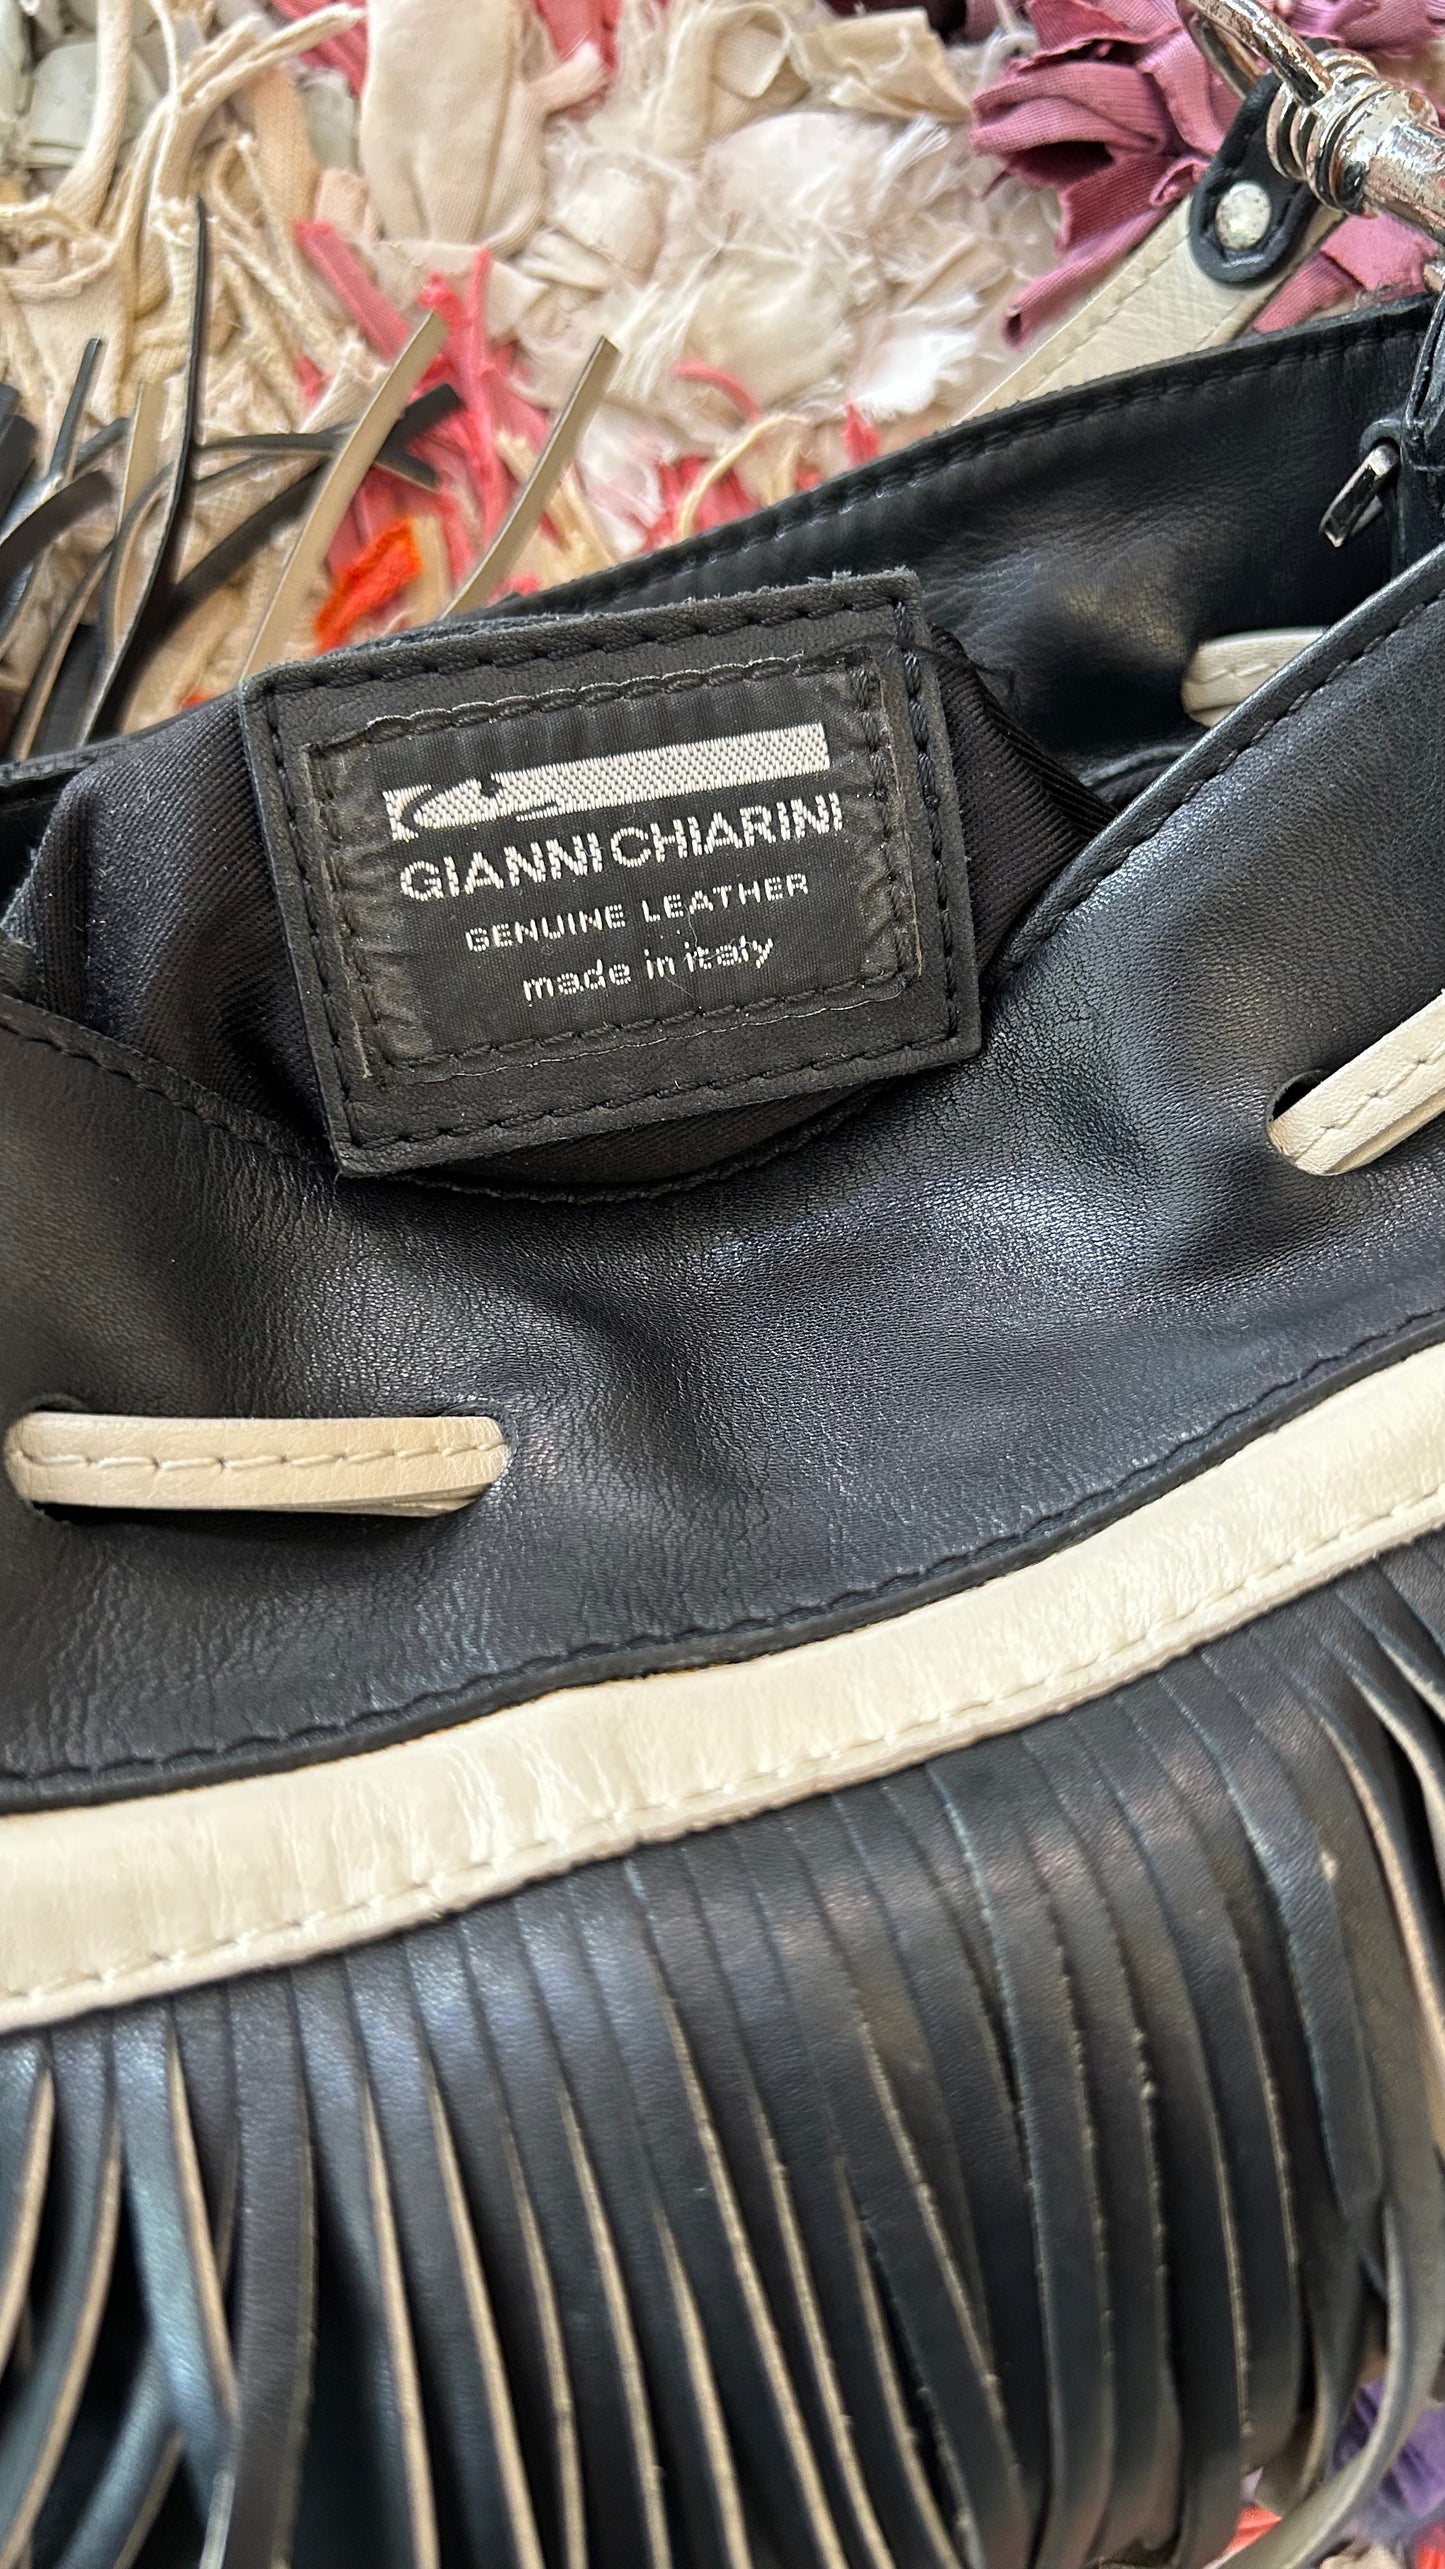 GIANNI CHIARINI
GENUINE LEATHER
made in italy